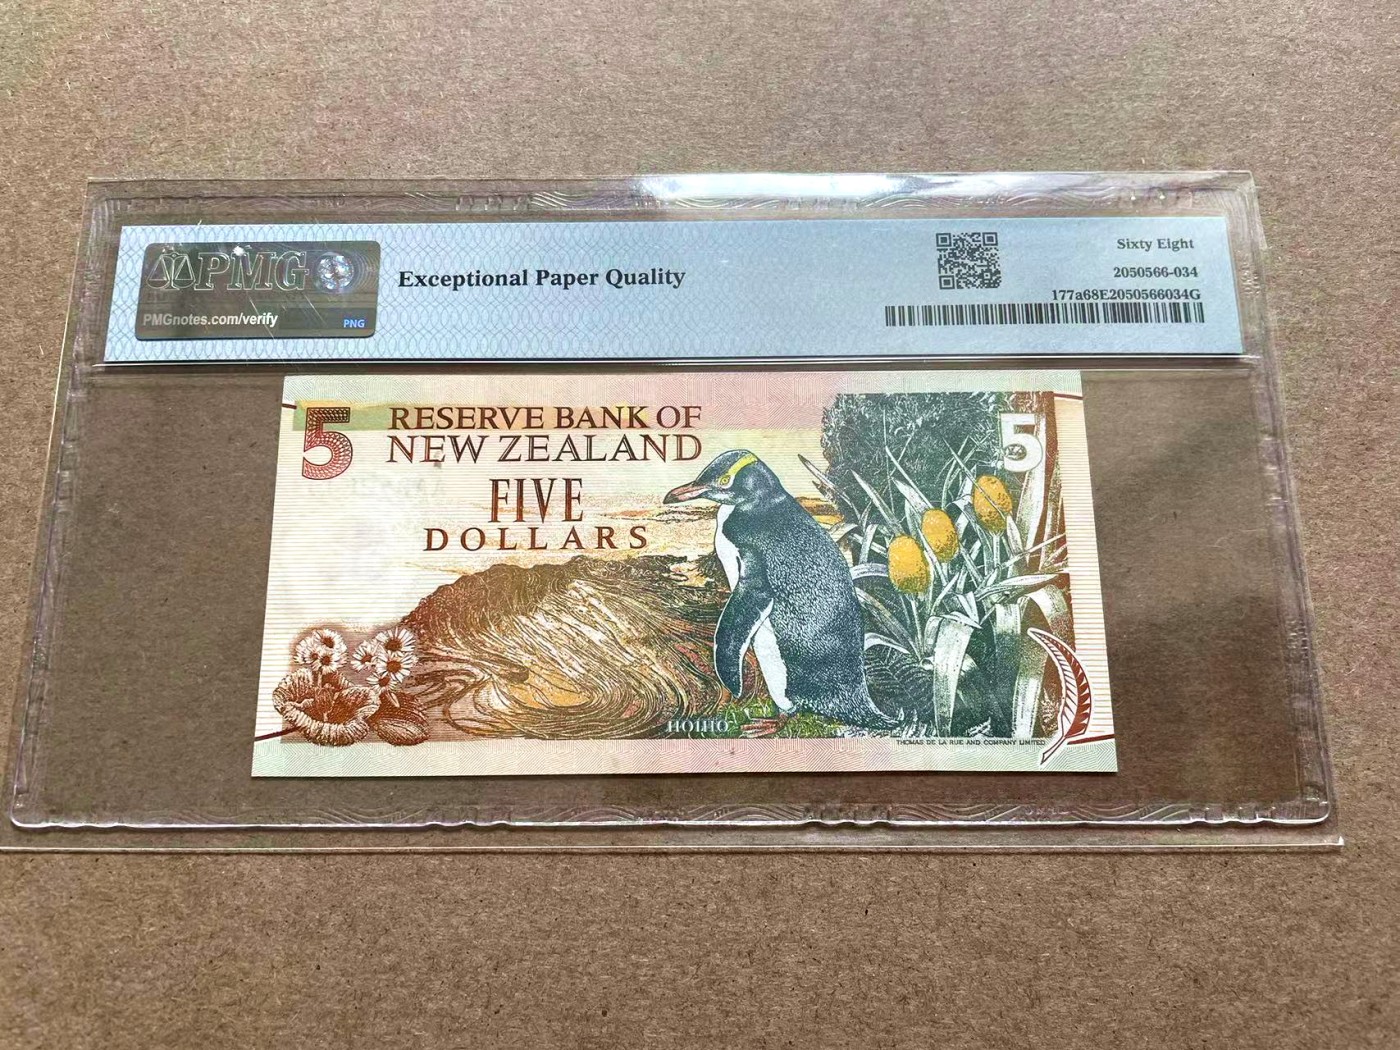 PMG
PMGnotes.com/verify
PNG
Exceptional Paper Quality
Sixty Eight
2050566-034
177a68E2050566034G
5
RESERVE BANK OF
NEW ZEALAND
FIVE
DOLLARS
5
HOIHO
THOMAS DE LA RUE AND COMPANY LIMITED